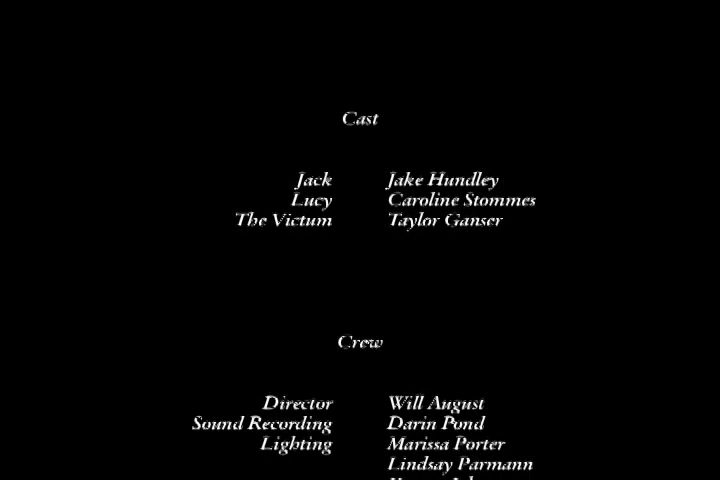 Cast
Jack Jake Hundley
Lucy Caroline Stommes
The Victum Taylor Ganser
Crew
Director Will August
Sound Recording Darin Pond
Lighting Marissa Porter
Lindsay Parmann